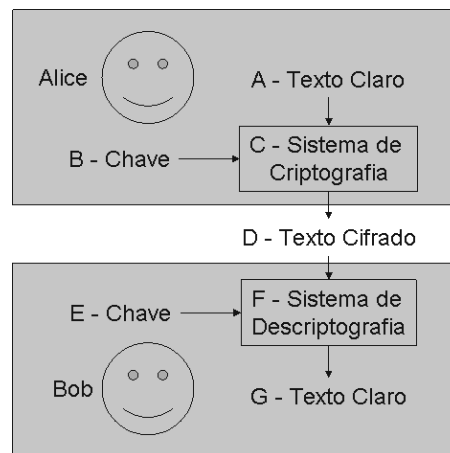 Alice
A - Texto Claro
B - Chave
C - Sistema de
Criptografia
D - Texto Cifrado
E - Chave
F - Sistema de
Descriptografia
Bob
G - Texto Claro